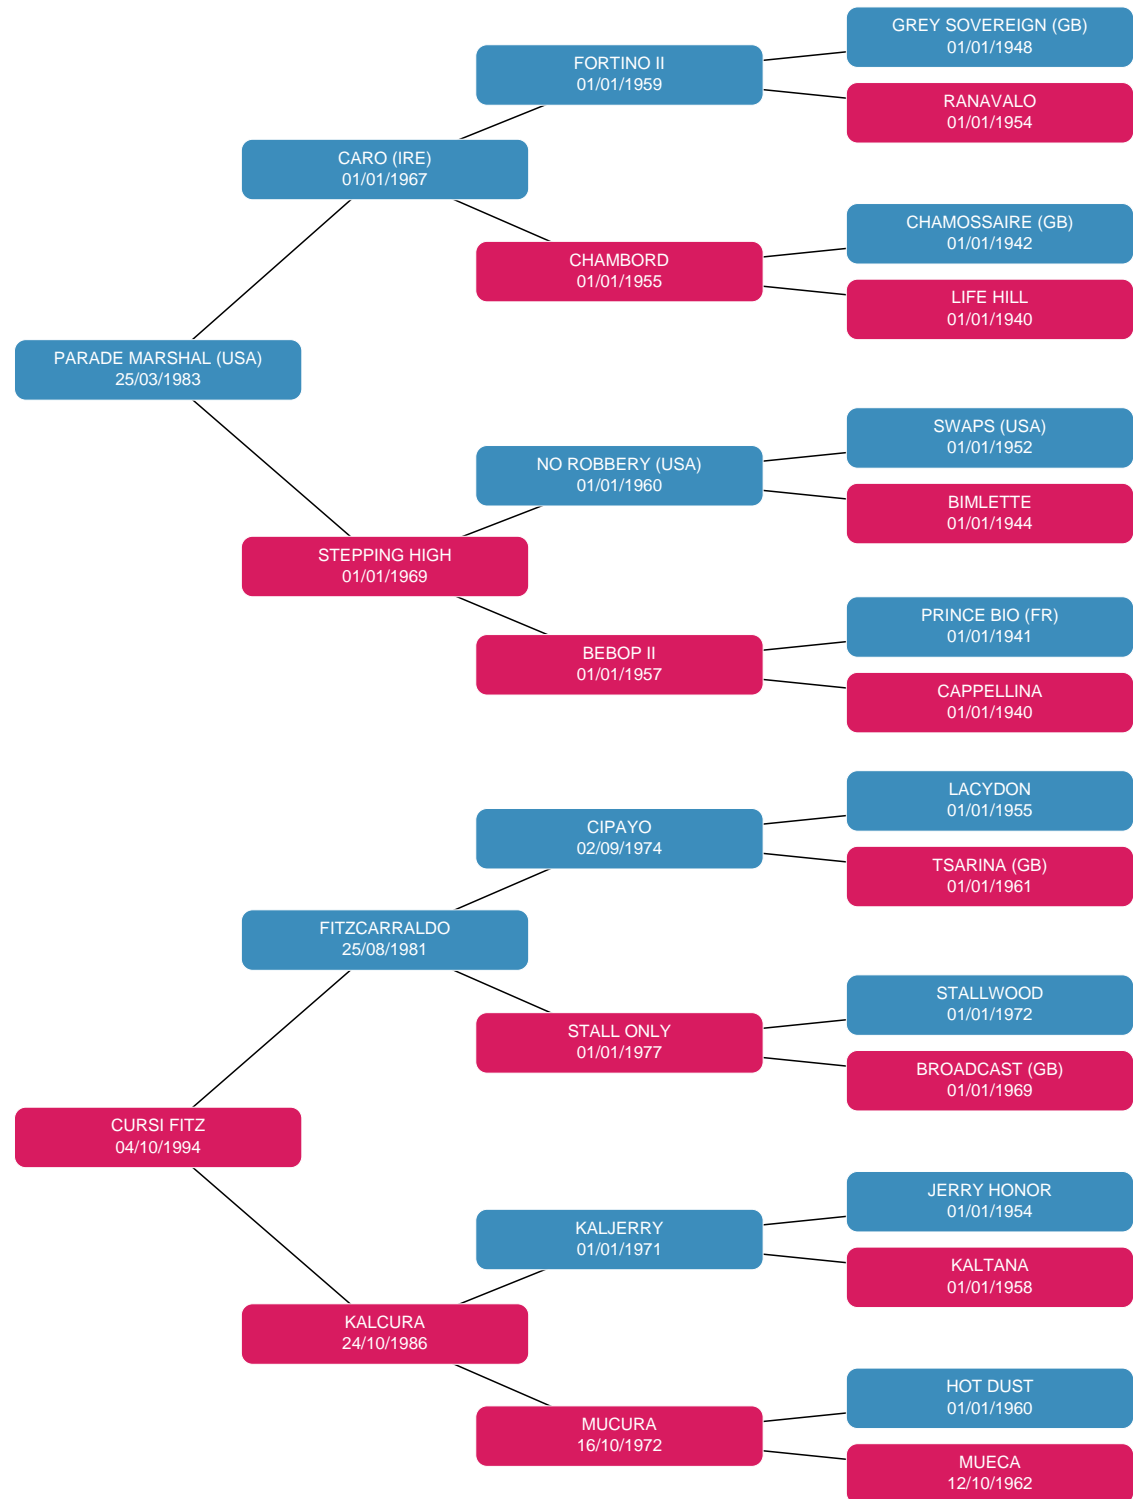 GREY SOVEREIGN (GB)
01/01/1948
FORTINO II
01/01/1959
RANAVALO
01/01/1954
CARO (IRE)
01/01/1967
CHAMOSSAIRE (GB)
01/01/1942
CHAMBORD
01/01/1955
LIFE HILL
01/01/1940
PARADE MARSHAL (USA)
25/03/1983
SWAPS (USA)
01/01/1952
NO ROBBERY (USA)
01/01/1960
BIMLETTE
01/01/1944
STEPPING HIGH
01/01/1969
PRINCE BIO (FR)
01/01/1941
BEBOP II
01/01/1957
CAPPELLINA
01/01/1940
LACYDON
01/01/1955
CIPAYO
02/09/1974
TSARINA (GB)
01/01/1961
FITZCARRALDO
25/08/1981
STALLWOOD
01/01/1972
STALL ONLY
01/01/1977
BROADCAST (GB)
01/01/1969
CURSI FITZ
04/10/1994
JERRY HONOR
01/01/1954
KALJERRY
01/01/1971
KALTANA
01/01/1958
KALCURA
24/10/1986
HOT DUST
01/01/1960
MUCURA
16/10/1972
MUECA
12/10/1962